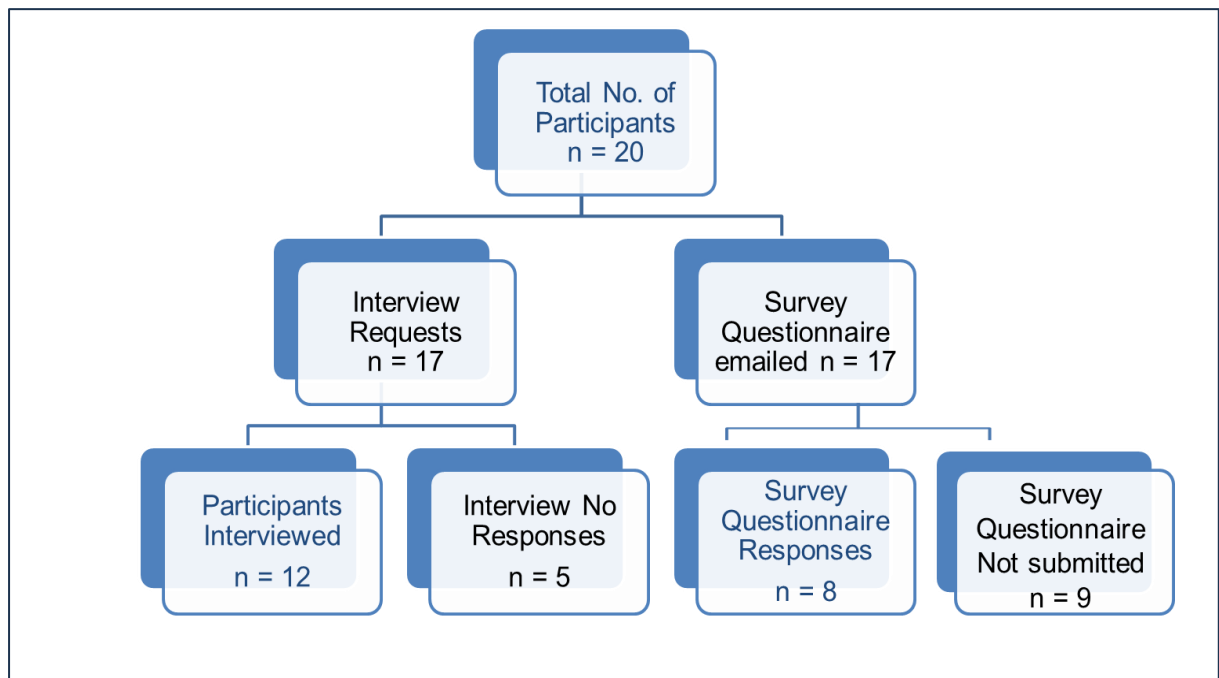 Total No. of
Participants
n = 20
Interview
Requests
n = 17
Survey
Questionnaire
emailed n = 17
Participants
Interviewed
n = 12
Interview No
Responses
n = 5
Survey
Questionnaire
Responses
n = 8
Survey
Questionnaire
Not submitted
n = 9